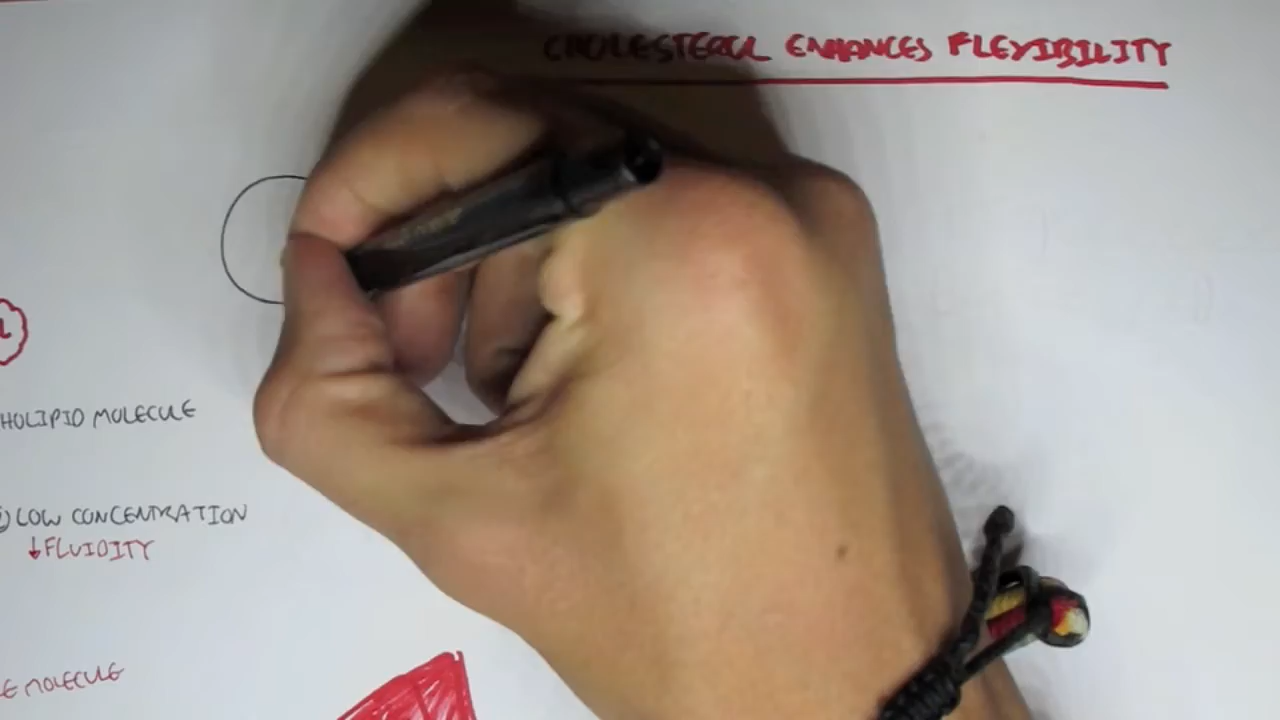 CHOLESTEROL ENHANCES FLEXIBILITY
HOLIPID MOLECULE
) LOW CONCENTRATION
↓FLUIDITY
E MOLECULE